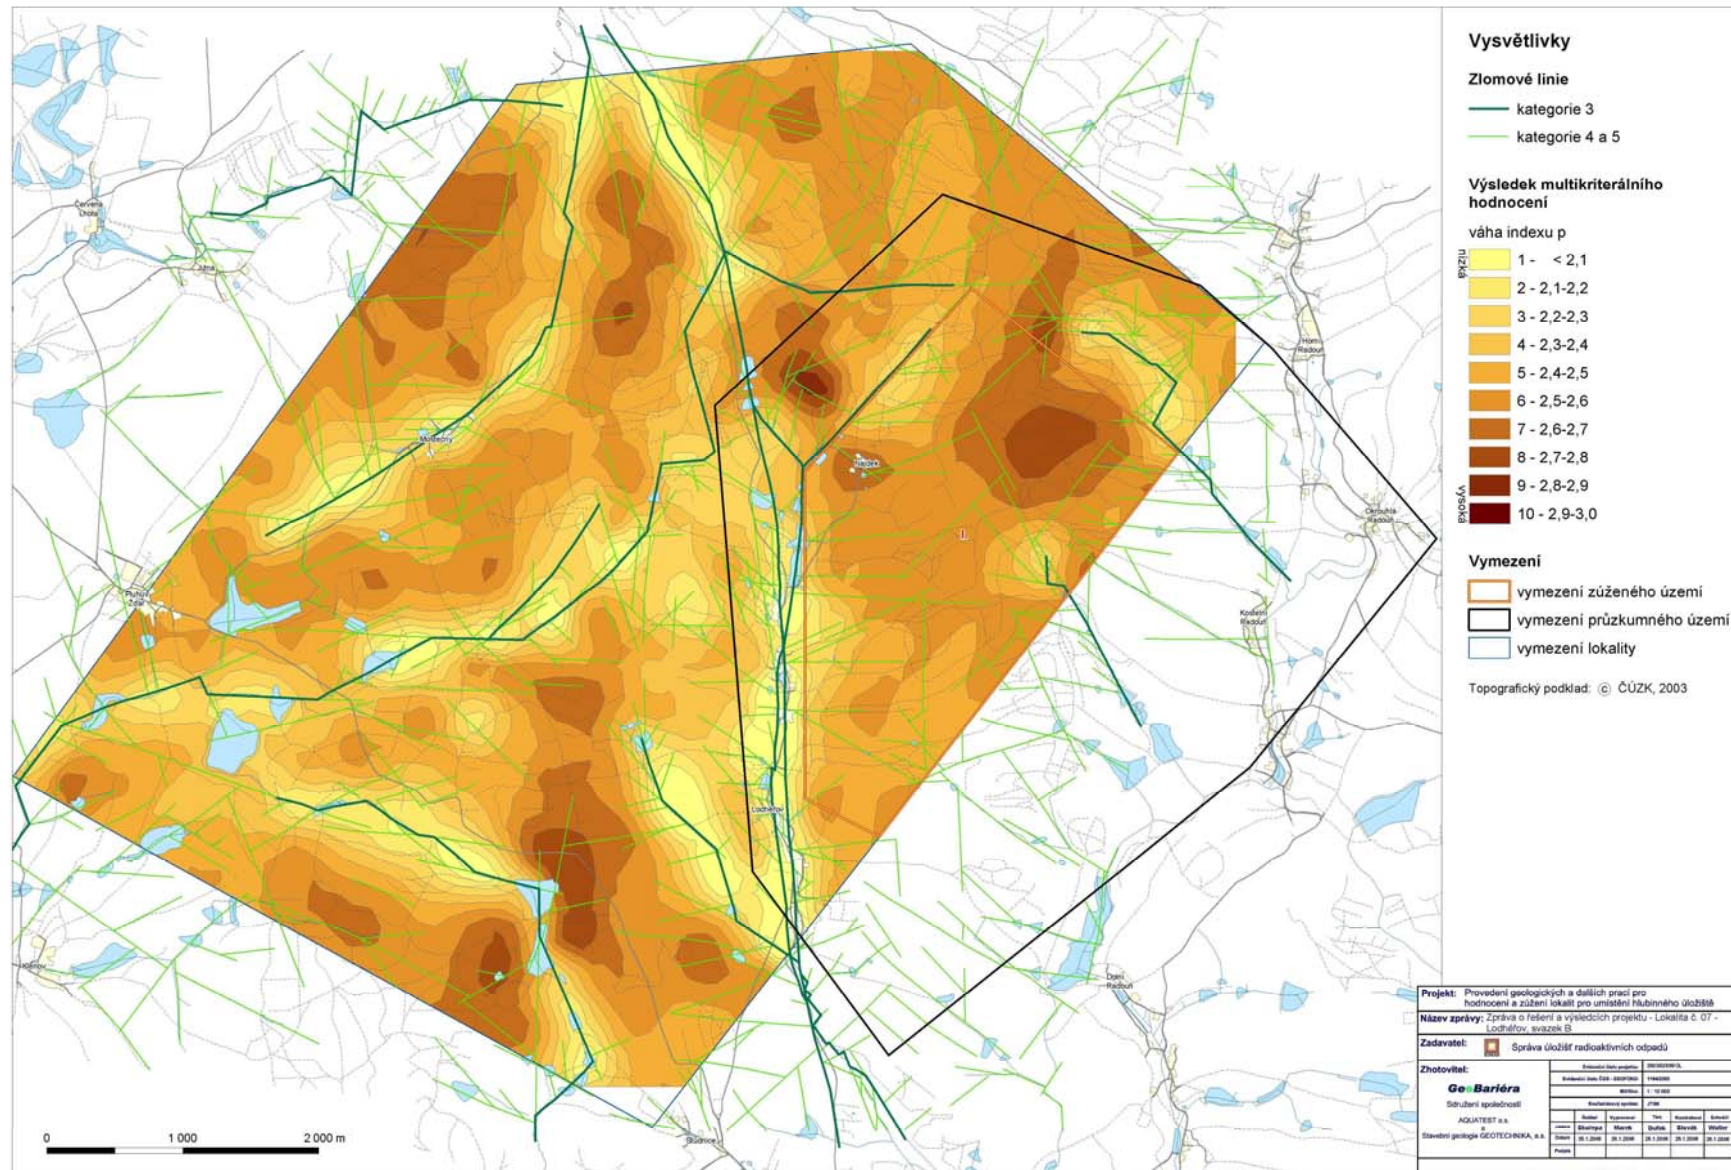 Vysvětlivky
Zlomové linie
kategorie 3
kategorie 4 a 5
Výsledek multikriterálního
hodnocení
váha indexu p
nízká
1 - < 2,1
2 - 2,1-2,2
3 - 2,2-2,3
4 - 2,3-2,4
5 - 2,4-2,5
6 - 2,5-2,6
7 - 2,6-2,7
8 - 2,7-2,8
9 - 2,8-2,9
10 - 2,9-3,0
vysoká
Vymezení
vymezení zúženého území
vymezení průzkumného území
vymezení lokality
Topografický podklad: © ČÚZK, 2003
Červená
Lhota
Jižná
Mostečný
Pluhův
Žďár
Klenov
Studnice
Lodhéřov
Najdek
I.
Horní
Radouň
Okrouhlá
Radouň
Kostelní
Radouň
Dolní
Radouň
0 1 000 2 000 m
Projekt: Provedení geologických a dalších prací pro
hodnocení a zúžení lokalit pro umístění hlubinného úložiště
Název zprávy: Zpráva o řešení a výsledcích projektu - Lokalita č. 07 -
Lodhéřov, svazek B
Zadavatel: Správa úložišť radioaktivních odpadů
Zhotovitel:
GeoBariéra
Sdružení společností
AQUATEST a.s.
a
Stavební geologie GEOTECHNIKA, a.s.